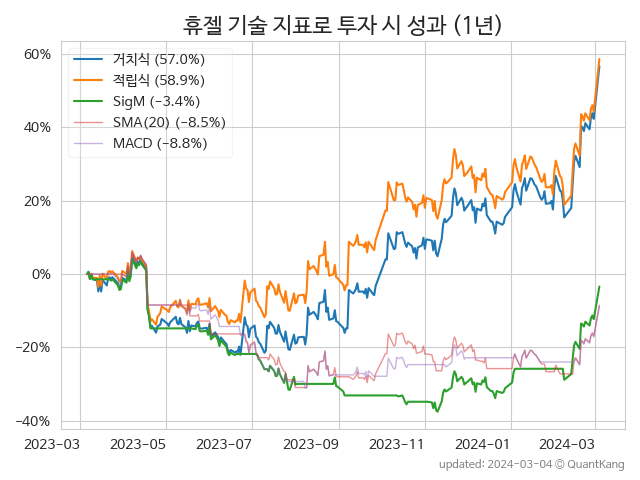 휴젤 기술 지표로 투자 시 성과 (1년)
거치식 (57.0%)
적립식 (58.9%)
SigM (−3.4%)
SMA(20) (−8.5%)
MACD (−8.8%)
60%
40%
20%
0%
−20%
−40%
2023−03 2023−05 2023−07 2023−09 2023−11 2024−01 2024−03
updated: 2024−03−04 © QuantKang